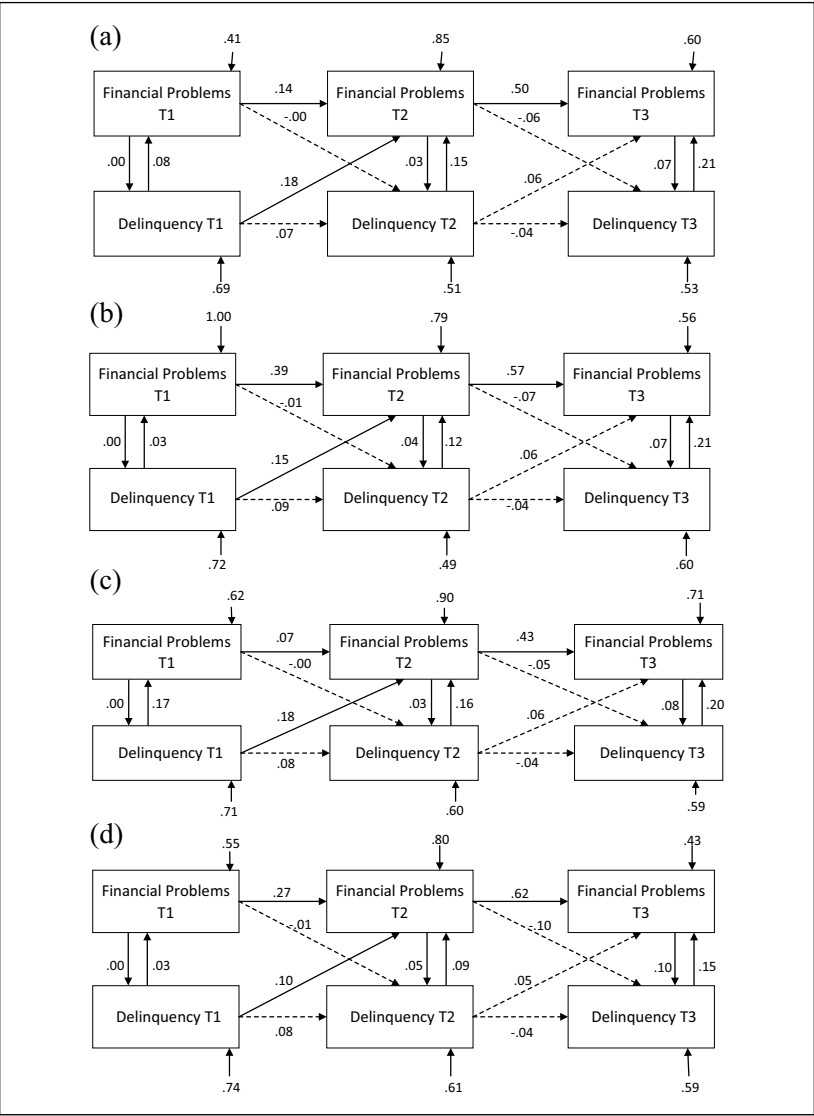 (a)
.41 .85 .60
Financial Problems Financial Problems Financial Problems
T1 T2 T3
.14 .50
-.00 -.06
.00 .08 .03 .15 .07 .21
.18 .06
Delinquency T1 Delinquency T2 Delinquency T3
.07 -.04
.69 .51 .53
(b)
1.00 .79 .56
Financial Problems Financial Problems Financial Problems
T1 T2 T3
.39 .57
-.01 -.07
.00 .03 .04 .12 .07 .21
.15 .06
Delinquency T1 Delinquency T2 Delinquency T3
.09 -.04
.72 .49 .60
(c)
.62 .90 .71
Financial Problems Financial Problems Financial Problems
T1 T2 T3
.07 .43
-.00 -.05
.00 .17 .03 .16 .08 .20
.18 .06
Delinquency T1 Delinquency T2 Delinquency T3
.08 -.04
.71 .60 .59
(d)
.55 .80 .43
Financial Problems Financial Problems Financial Problems
T1 T2 T3
.27 .62
-.01 -.10
.00 .03 .05 .09 .10 .15
.10 .05
Delinquency T1 Delinquency T2 Delinquency T3
.08 -.04
.74 .61 .59